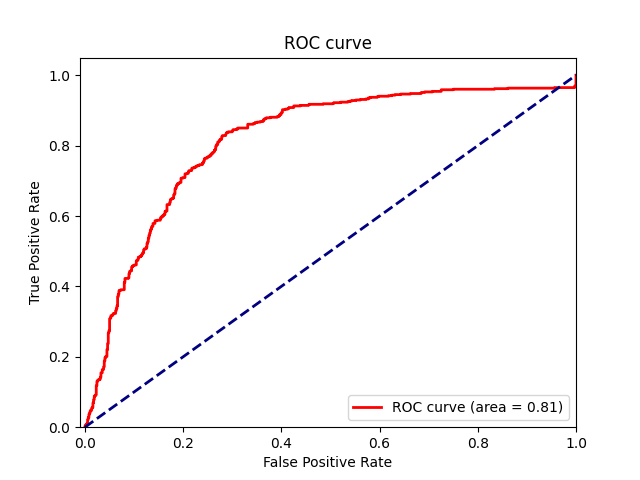 ROC curve
True Positive Rate
1.0
0.8
0.6
0.4
0.2
0.0
0.0 0.2 0.4 0.6 0.8 1.0
False Positive Rate
ROC curve (area = 0.81)